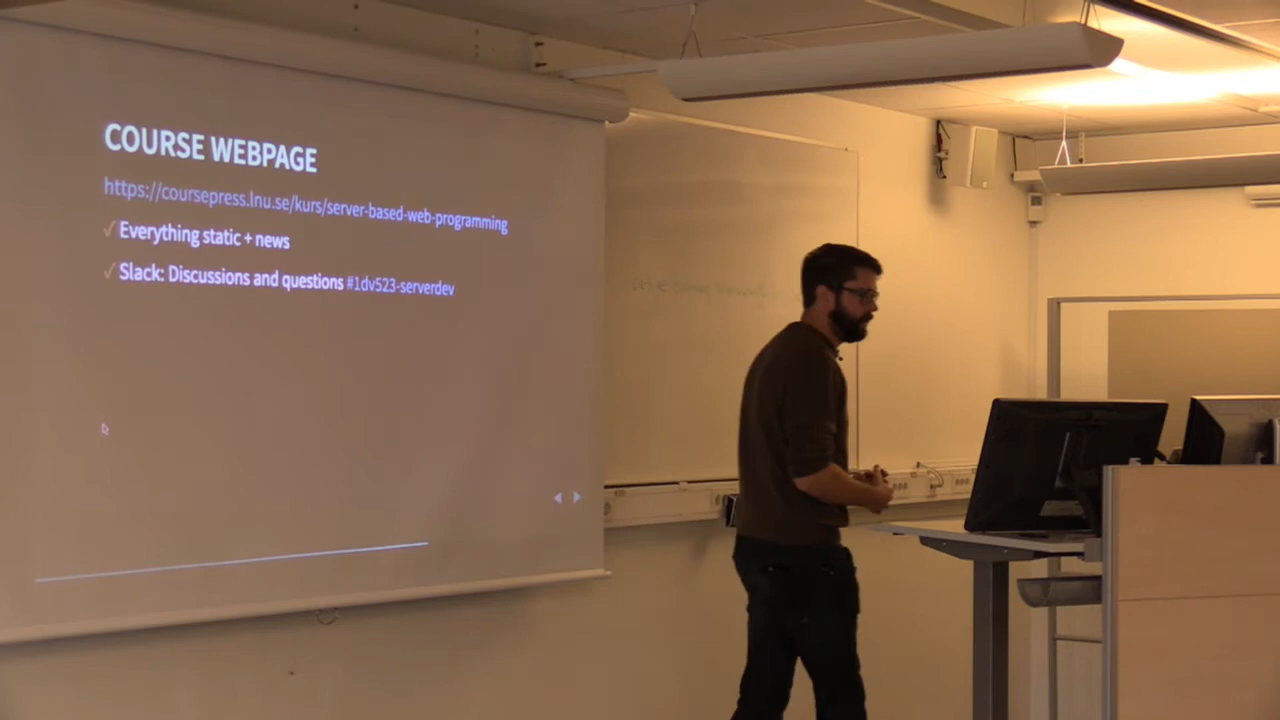 COURSE WEBPAGE
https://coursepress.lnu.se/kurs/server-based-web-programming
✓Everything static + news
✓Slack: Discussions and questions #1dv523-serverdev